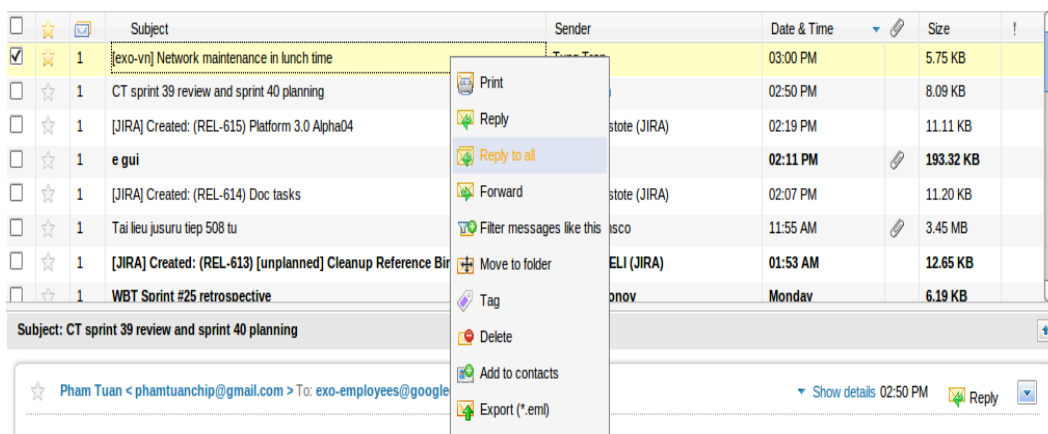 Subject Sender Date & Time Size !
1 [exo-vn] Network maintenance in lunch time 03:00 PM 5.75 KB
1 CT sprint 39 review and sprint 40 planning 02:50 PM 8.09 KB
1 [JIRA] Created: (REL-615) Platform 3.0 Alpha04 (JIRA) 02:19 PM 11.11 KB
1 e gui 02:11 PM 193.32 KB
1 [JIRA] Created: (REL-614) Doc tasks (JIRA) 02:07 PM 11.20 KB
1 Tai lieu jusuru tiep 508 tu 11:55 AM 3.45 MB
1 [JIRA] Created: (REL-613) [unplanned] Cleanup Reference (JIRA) 01:53 AM 12.65 KB
1 WBT Sprint #25 retrospective Monday 6.19 KB
Print
Reply
Reply to all
Forward
Filter messages like this
Move to folder
Tag
Delete
Add to contacts
Export (*.eml)
Subject: CT sprint 39 review and sprint 40 planning
Pham Tuan < phamtuanchip@gmail.com > To: exo-employees@google Show details 02:50 PM Reply